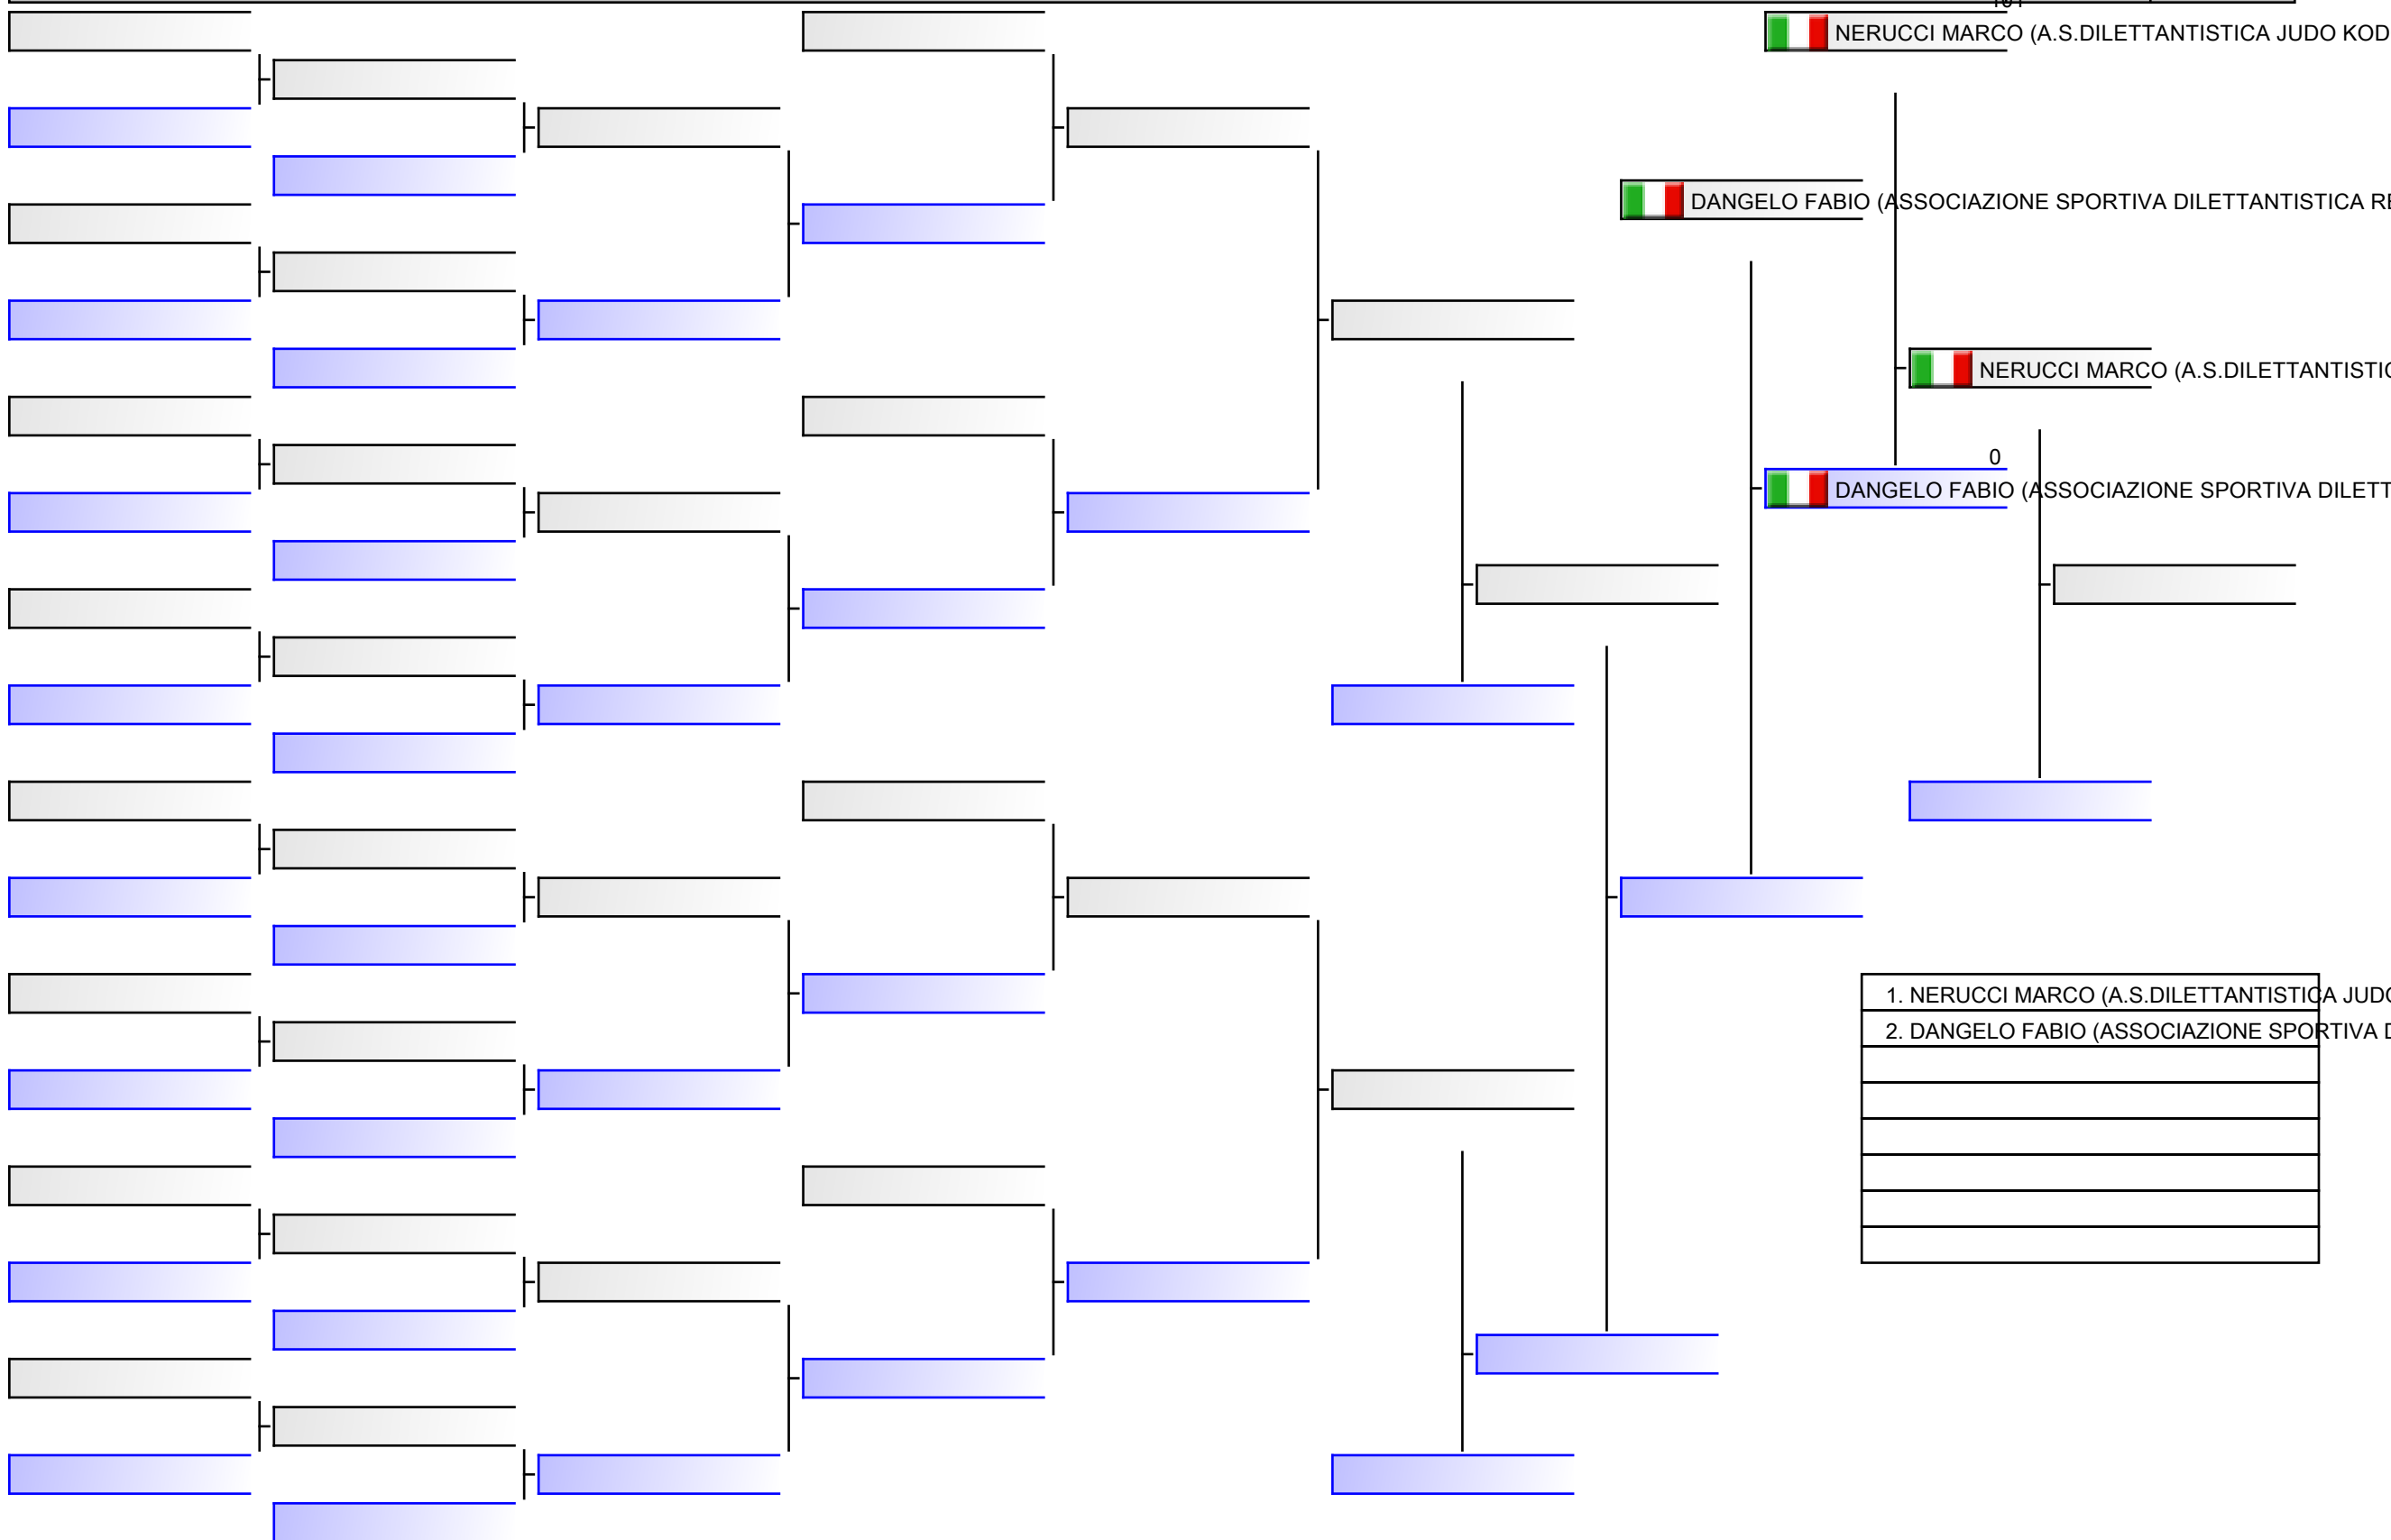 NERUCCI MARCO (A.S.DILETTANTISTICA JUDO KOD
DANGELO FABIO (ASSOCIAZIONE SPORTIVA DILETTANTISTICA RE
NERUCCI MARCO (A.S.DILETTANTISTIC
0
DANGELO FABIO (ASSOCIAZIONE SPORTIVA DILETT
1. NERUCCI MARCO (A.S.DILETTANTISTICA JUDO
2. DANGELO FABIO (ASSOCIAZIONE SPORTIVA D